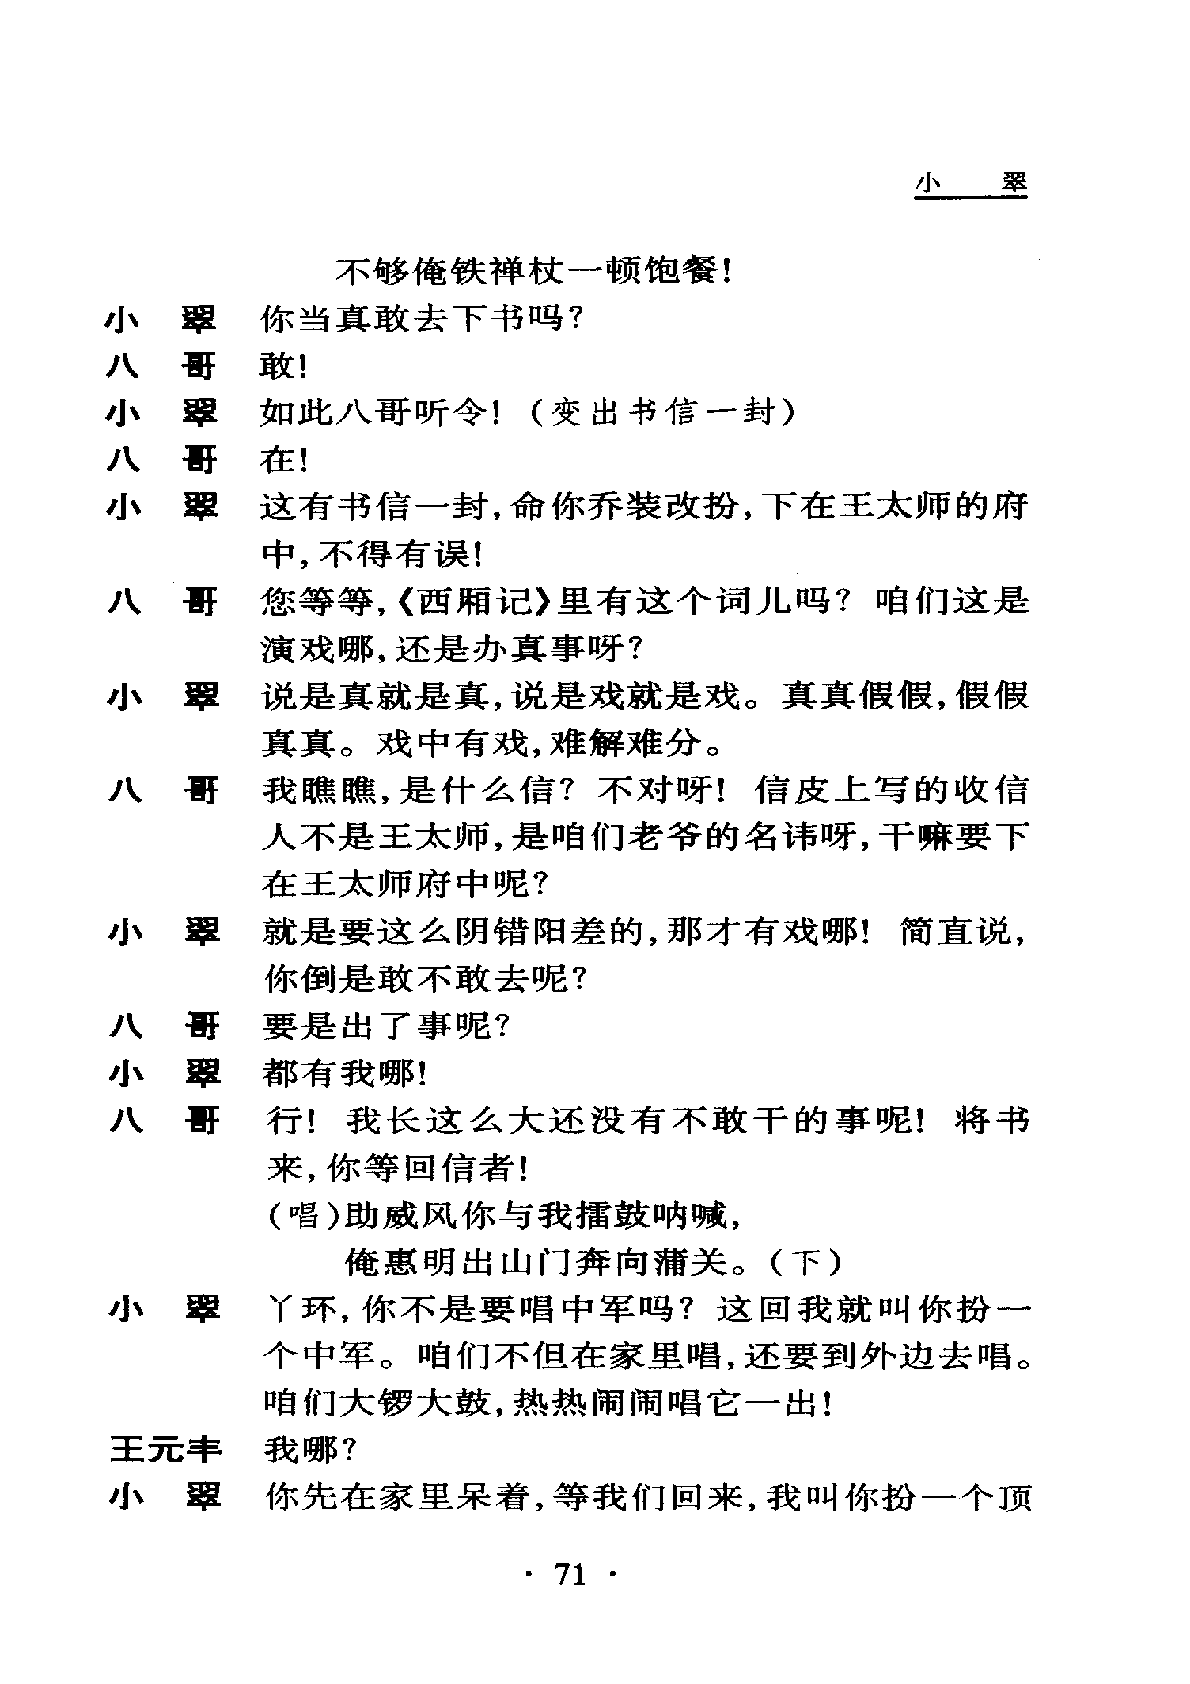 小　　翠
不够俺铁禅杖一顿饱餐!
小　翠　你当真敢去下书吗?
八　哥　敢!
小　翠　如此八哥听令!(变出书信一封)
八　哥　在!
小　翠　这有书信一封,命你乔装改扮,下在王太师的府
中,不得有误!
八　哥　您等等,《西厢记》里有这个词儿吗? 咱们这是
演戏哪,还是办真事呀?
小　翠　说是真就是真,说是戏就是戏。真真假假,假假
真真。戏中有戏,难解难分。
八　哥　我瞧瞧,是什么信? 不对呀! 信皮上写的收信
人不是王太师,是咱们老爷的名讳呀,干嘛要下
在王太师府中呢?
小　翠　就是要这么阴错阳差的,那才有戏哪! 简直说,
你倒是敢不敢去呢?
八　哥　要是出了事呢?
小　翠　都有我哪!
八　哥　行! 我长这么大还没有不敢干的事呢! 将书
来,你等回信者!
(唱)助威风你与我擂鼓呐喊,
俺惠明出山门奔向蒲关。(下)
小　翠　丫环,你不是要唱中军吗? 这回我就叫你扮一
个中军。咱们不但在家里唱,还要到外边去唱。
咱们大锣大鼓,热热闹闹唱它一出!
王元丰　我哪?
小　翠　你先在家里呆着,等我们回来,我叫你扮一个顶
· 71 ·